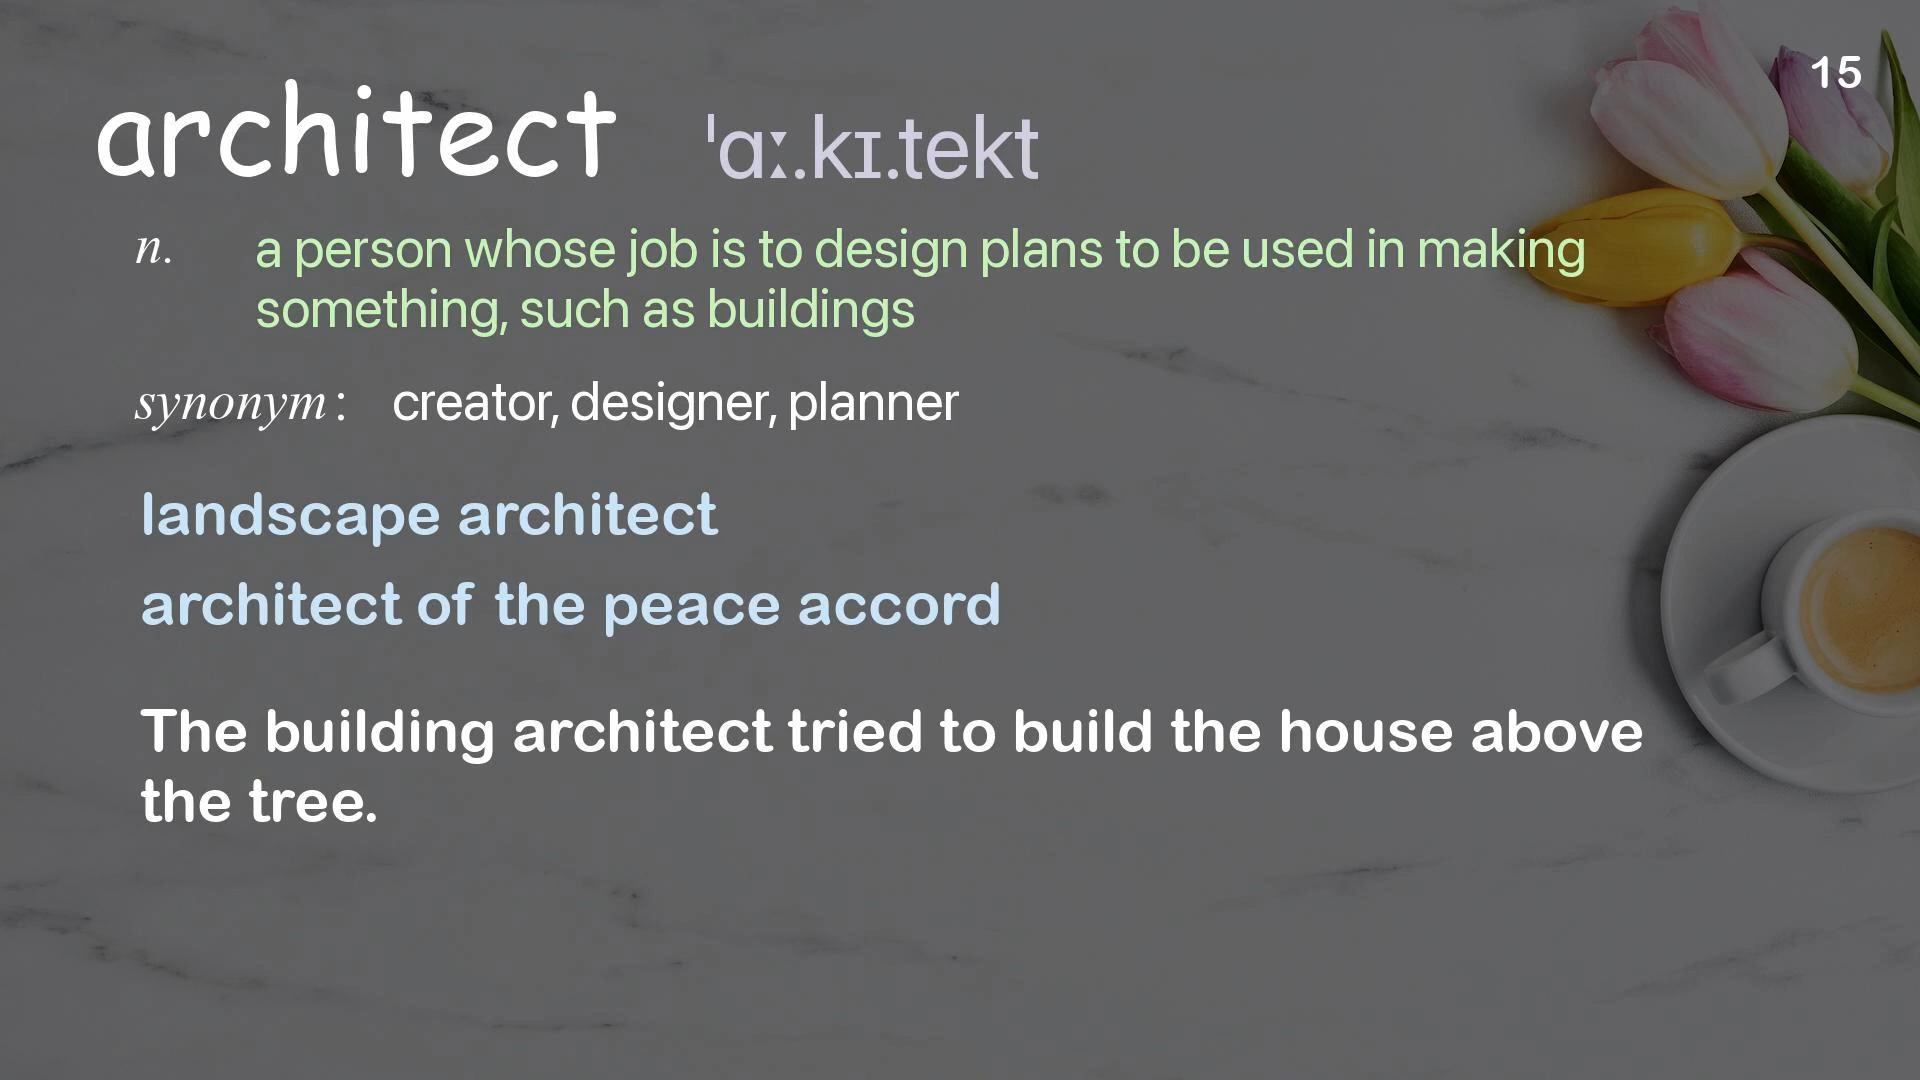 15
architect ˈɑː.kɪ.tekt
n. a person whose job is to design plans to be used in making
something, such as buildings
synonym: creator, designer, planner
landscape architect
architect of the peace accord
The building architect tried to build the house above
the tree.